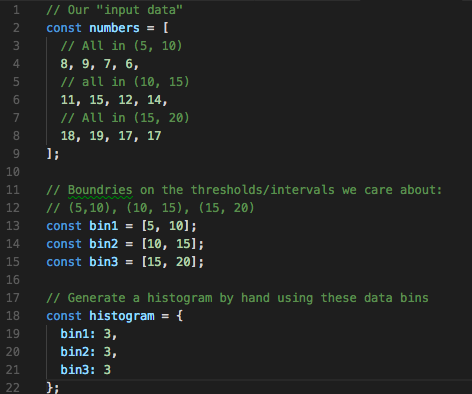 1 // Our "input data"
2 const numbers = [
3 // All in (5, 10)
4 8, 9, 7, 6,
5 // all in (10, 15)
6 11, 15, 12, 14,
7 // All in (15, 20)
8 18, 19, 17, 17
9 ];
10
11 // Boundries on the thresholds/intervals we care about:
12 // (5,10), (10, 15), (15, 20)
13 const bin1 = [5, 10];
14 const bin2 = [10, 15];
15 const bin3 = [15, 20];
16
17 // Generate a histogram by hand using these data bins
18 const histogram = {
19 bin1: 3,
20 bin2: 3,
21 bin3: 3
22 };